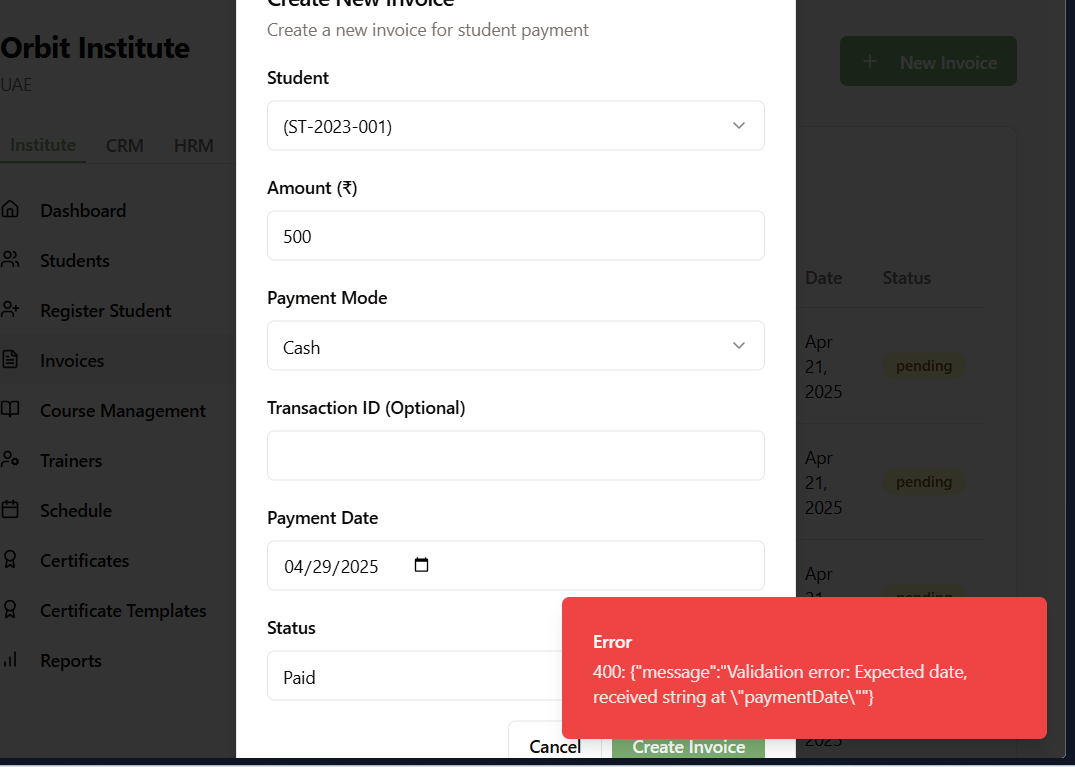 Create New Invoice
Create a new invoice for student payment
Orbit Institute
UAE
+ New Invoice
Institute CRM HRM
Dashboard
Students
Register Student
Invoices
Course Management
Trainers
Schedule
Certificates
Certificate Templates
Reports
Student
(ST-2023-001)
Amount (₹)
500
Payment Mode
Cash
Transaction ID (Optional)
Payment Date
04/29/2025
Status
Paid
Cancel
Create Invoice
Date Status
Apr
21,
2025
pending
Apr
21,
2025
pending
Apr
21,
pending
2025
Error
400: {"message":"Validation error: Expected date,
received string at \"paymentDate\""}